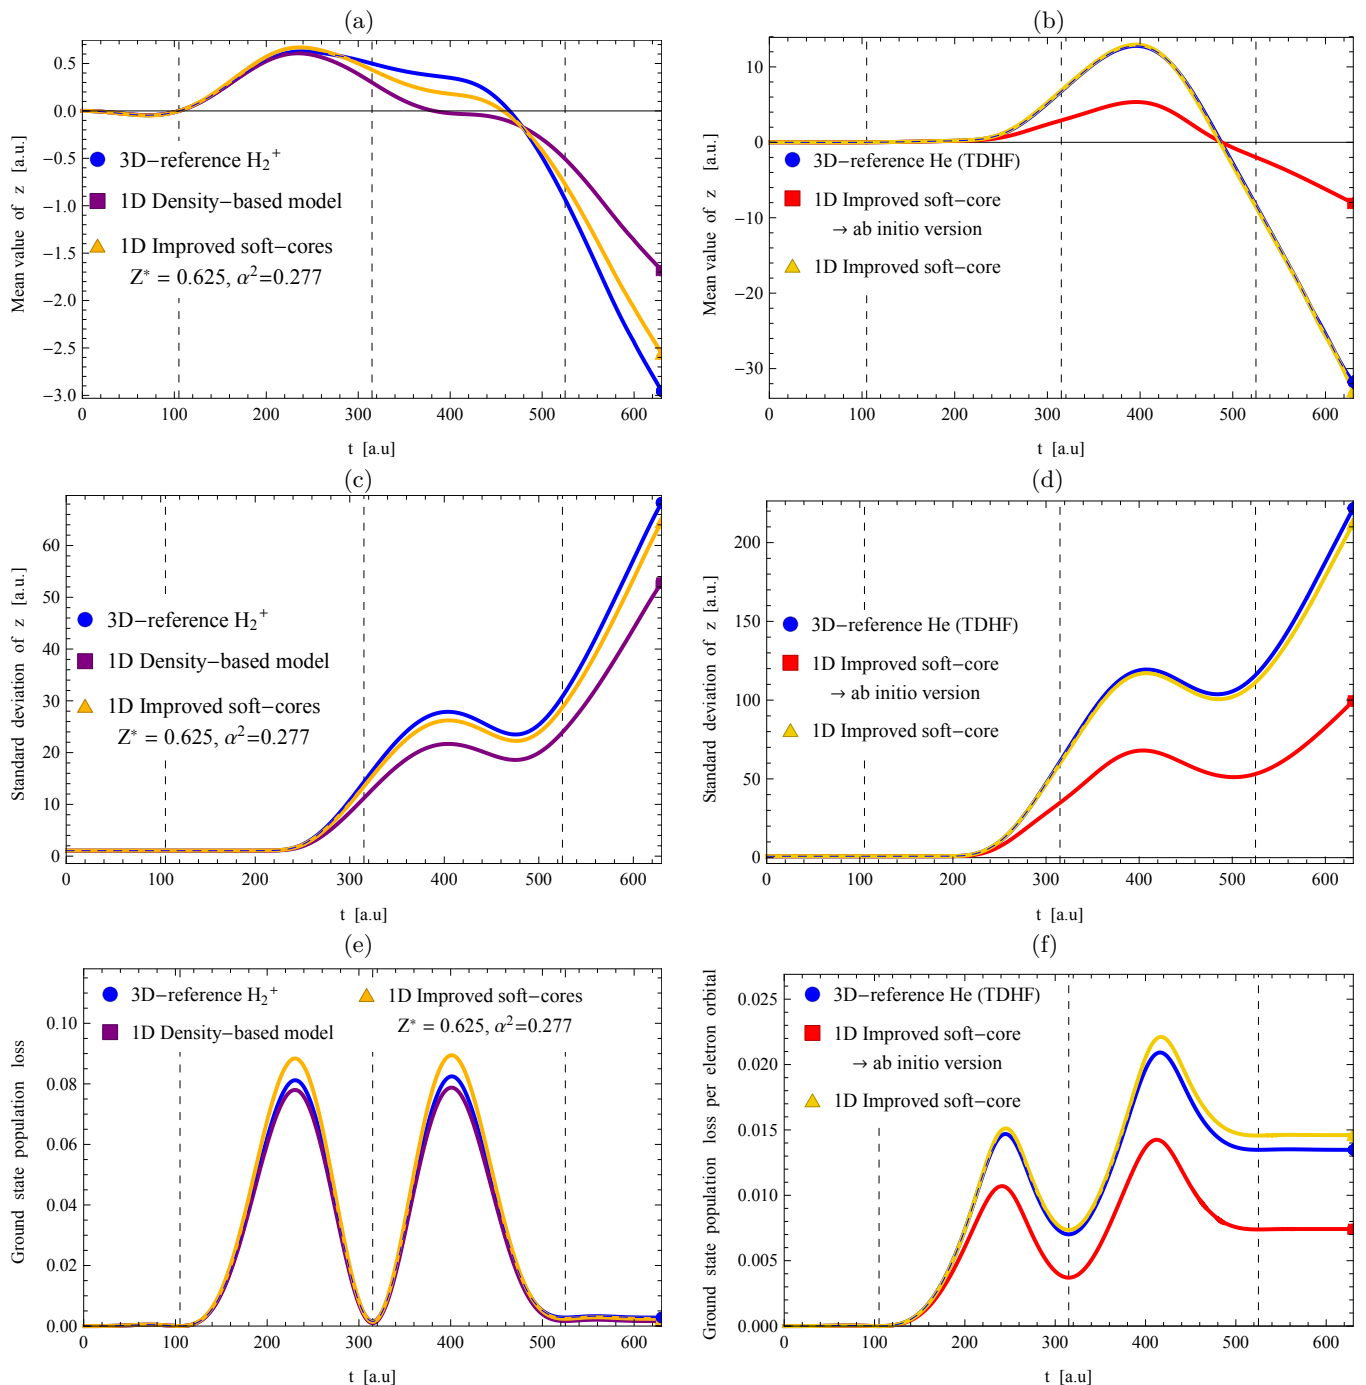 (a)
0.5
0.0
−0.5
−1.0
−1.5
−2.0
−2.5
−3.0
Mean value of z [a.u.]
3D−reference H₂⁺
1D Density−based model
1D Improved soft−cores
Z* = 0.625, α²=0.277
0 100 200 300 400 500 600
t [a.u]
(b)
10
0
−10
−20
−30
Mean value of z [a.u.]
3D−reference He (TDHF)
1D Improved soft−core
→ ab initio version
1D Improved soft−core
0 100 200 300 400 500 600
t [a.u]
(c)
60
50
40
30
20
10
0
Standard deviation of z [a.u.]
3D−reference H₂⁺
1D Density−based model
1D Improved soft−cores
Z* = 0.625, α²=0.277
0 100 200 300 400 500 600
t [a.u]
(d)
200
150
100
50
0
Standard deviation of z [a.u.]
3D−reference He (TDHF)
1D Improved soft−core
→ ab initio version
1D Improved soft−core
0 100 200 300 400 500 600
t [a.u]
(e)
0.10
0.08
0.06
0.04
0.02
0.00
Ground state population loss
3D−reference H₂⁺
1D Density−based model
1D Improved soft−cores
Z* = 0.625, α²=0.277
0 100 200 300 400 500 600
t [a.u]
(f)
0.025
0.020
0.015
0.010
0.005
0.000
Ground state population loss per eletron orbital
3D−reference He (TDHF)
1D Improved soft−core
→ ab initio version
1D Improved soft−core
0 100 200 300 400 500 600
t [a.u]